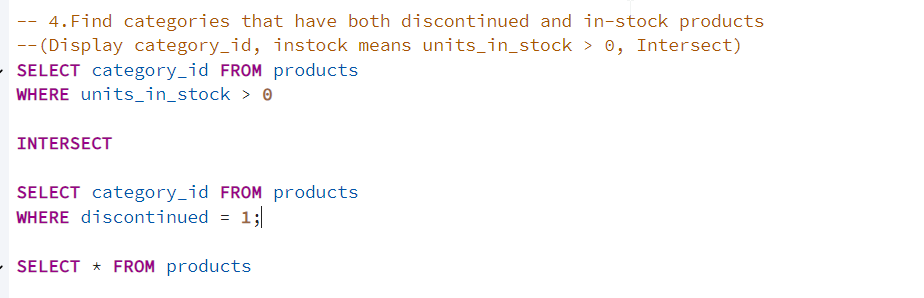 -- 4.Find categories that have both discontinued and in-stock products
--(Display category_id, instock means units_in_stock > 0, Intersect)
SELECT category_id FROM products
WHERE units_in_stock > 0
INTERSECT
SELECT category_id FROM products
WHERE discontinued = 1;
SELECT * FROM products